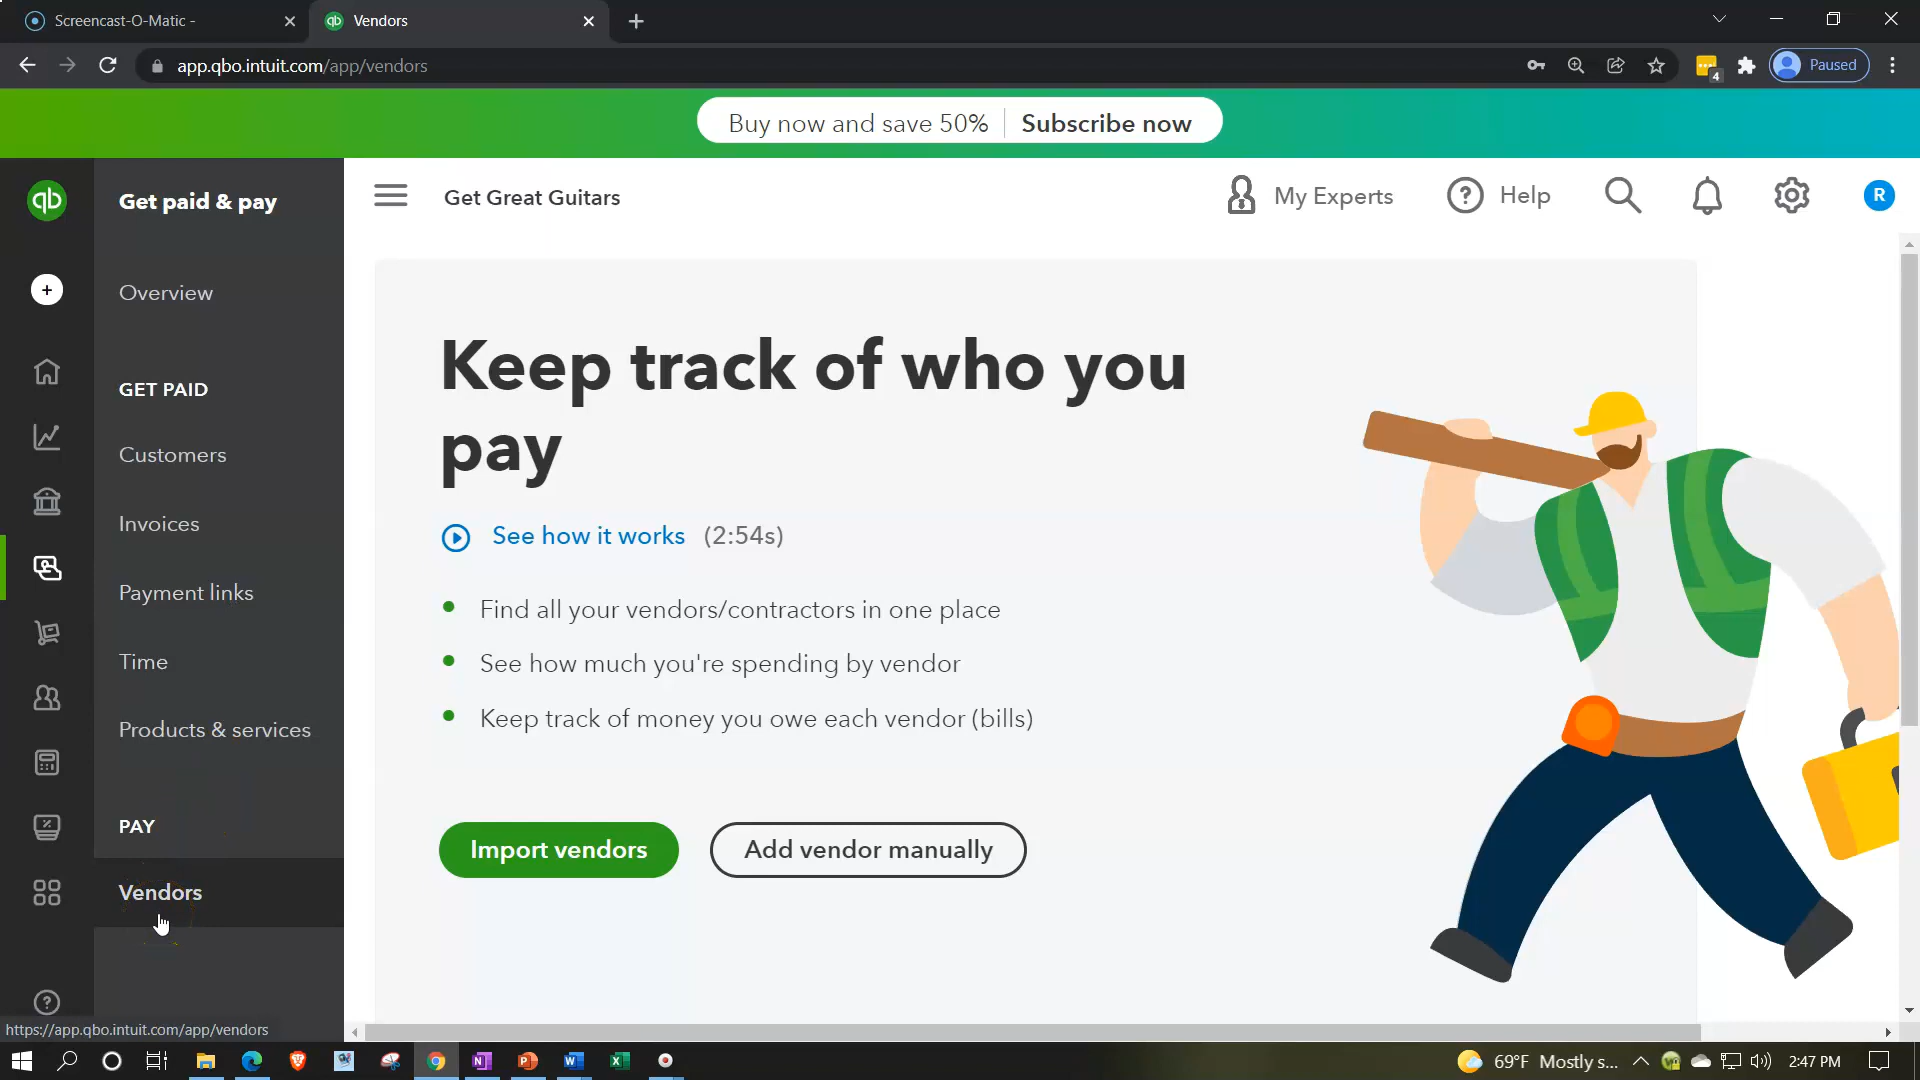 Screencast-O-Matic -
Vendors
app.qbo.intuit.com/app/vendors
4
Paused
Buy now and save 50%
Subscribe now
qb
Get paid & pay
Get Great Guitars
My Experts
Help
R
Overview
GET PAID
Customers
Invoices
Payment links
Time
Products & services
PAY
Vendors
Keep track of who you
pay
See how it works (2:54s)
Find all your vendors/contractors in one place
See how much you're spending by vendor
Keep track of money you owe each vendor (bills)
Import vendors
Add vendor manually
https://app.qbo.intuit.com/app/vendors
69°F Mostly s...
2:47 PM